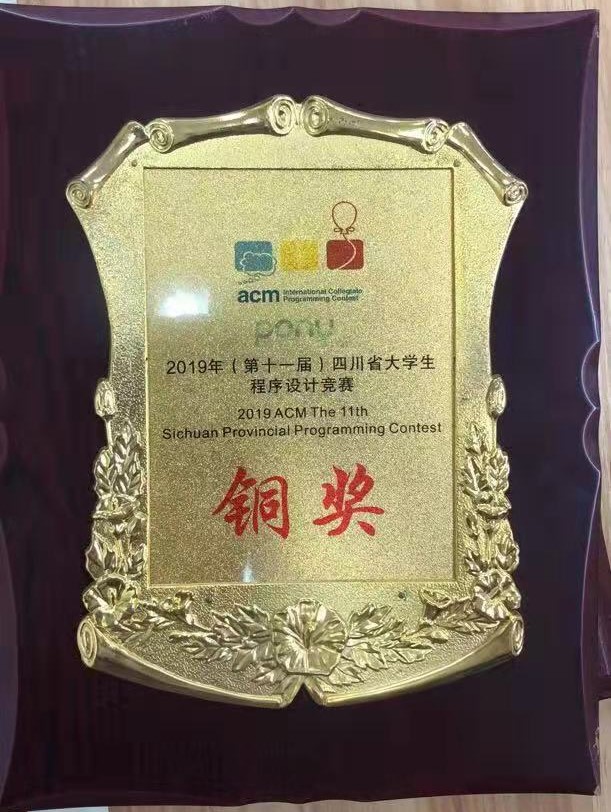 acm International Collegiate
Programming Contest
pony
2019年(第十一届)四川省大学生
程序设计竞赛
2019 ACM The 11th
Sichuan Provincial Programming Contest
铜奖